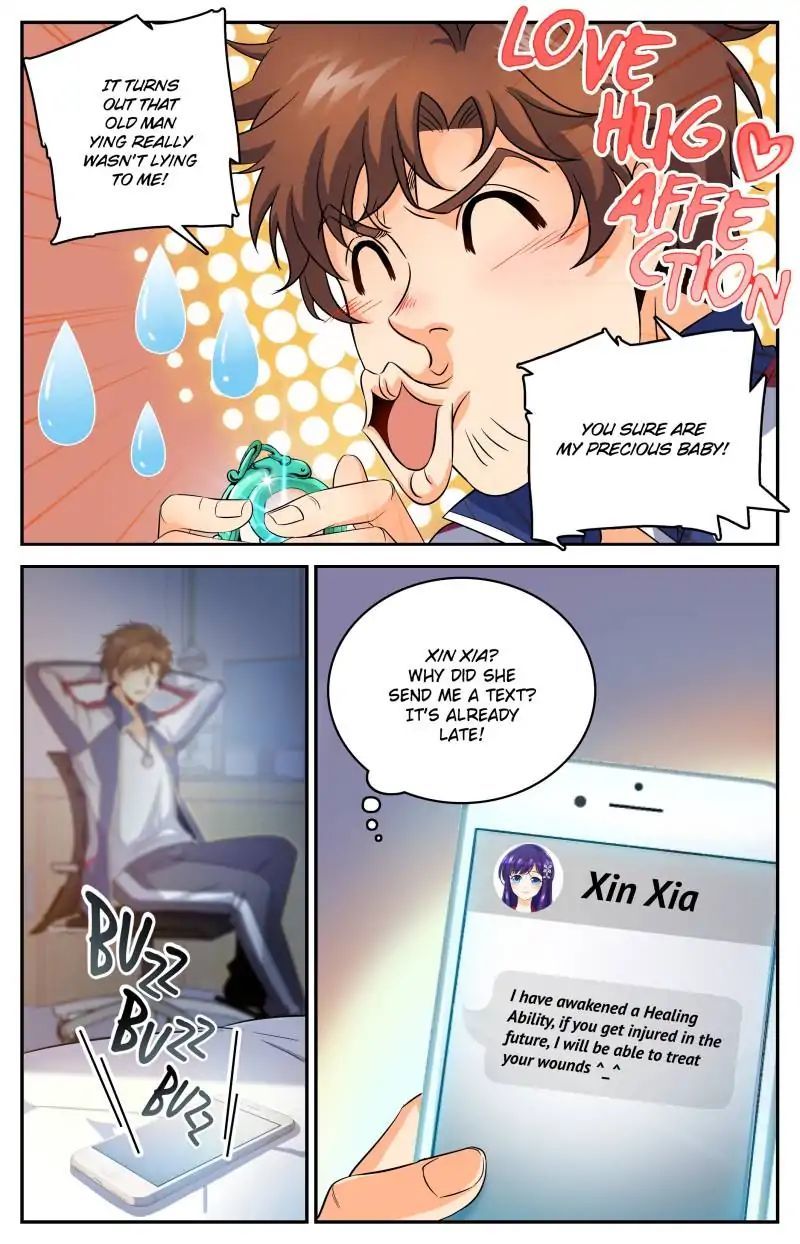 IT TURNS
OUT THAT
OLD MAN
YING REALLY
WASN'T LYING
TO ME!
LOVE
HUG
AFFE
CTION
YOU SURE ARE
MY PRECIOUS BABY!
BUZZ
BUZZ
BUZZ
XIN XIA?
WHY DID SHE
SEND ME A TEXT?
IT'S ALREADY
LATE!
Xin Xia
I have awakened a Healing
Ability, if you get injured in the
future, I will be able to treat
your wounds ^_^